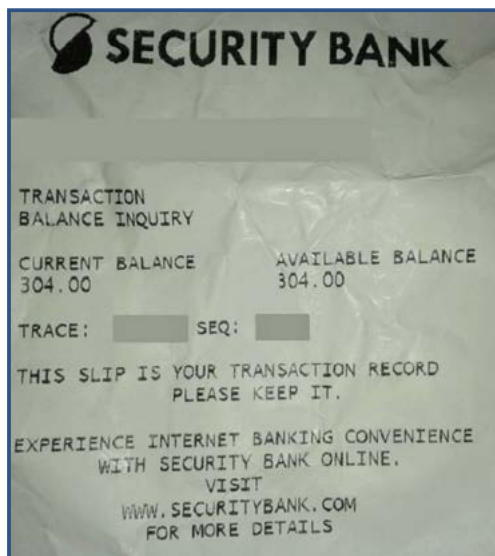 SECURITY BANK
TRANSACTION
BALANCE INQUIRY
CURRENT BALANCE AVAILABLE BALANCE
304.00 304.00
TRACE: SEQ:
THIS SLIP IS YOUR TRANSACTION RECORD
PLEASE KEEP IT.
EXPERIENCE INTERNET BANKING CONVENIENCE
WITH SECURITY BANK ONLINE.
VISIT
WWW.SECURITYBANK.COM
FOR MORE DETAILS